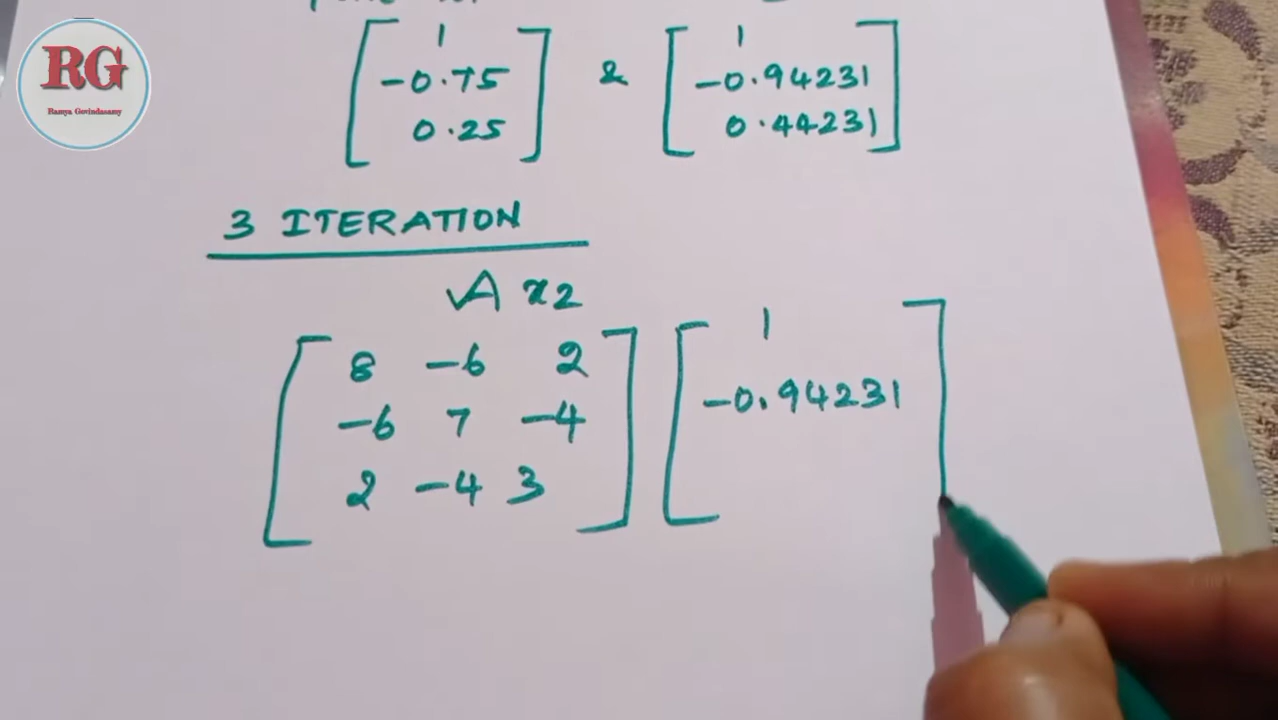 RG
Ramya Govindasamy
1 1
-0.75 & -0.94231
0.25 0.44231
3 ITERATION
A x2
8 -6 2 1
-6 7 -4 -0.94231
2 -4 3